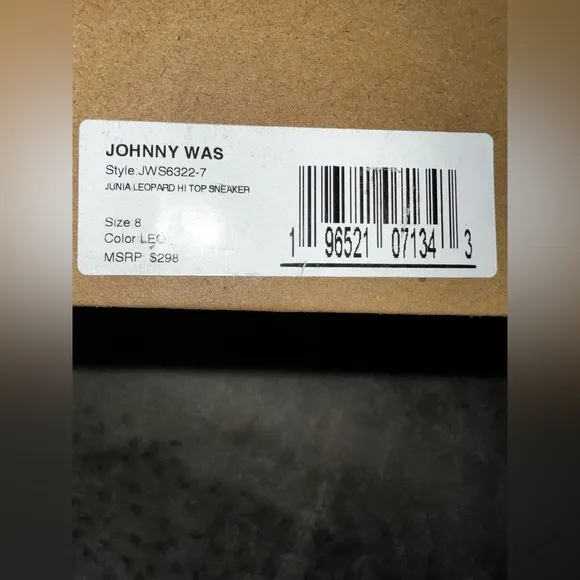 JOHNNY WAS
Style:JWS6322-7
JUNIA LEOPARD HI TOP SNEAKER
Size:8
Color:LEO
MSRP: $298
1 96521 07134 3